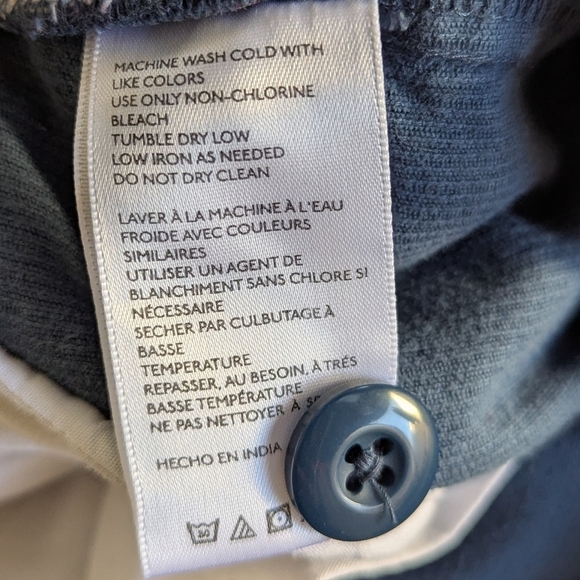 MACHINE WASH COLD WITH
LIKE COLORS
USE ONLY NON-CHLORINE
BLEACH
TUMBLE DRY LOW
LOW IRON AS NEEDED
DO NOT DRY CLEAN
LAVER À LA MACHINE À L'EAU
FROIDE AVEC COULEURS
SIMILAIRES
UTILISER UN AGENT DE
BLANCHIMENT SANS CHLORE SI
NÉCESSAIRE
SECHER PAR CULBUTAGE À
BASSE
TEMPERATURE
REPASSER, AU BESOIN, À TRÉS
BASSE TEMPÉRATURE
NE PAS NETTOYER À
HECHO EN INDIA
30